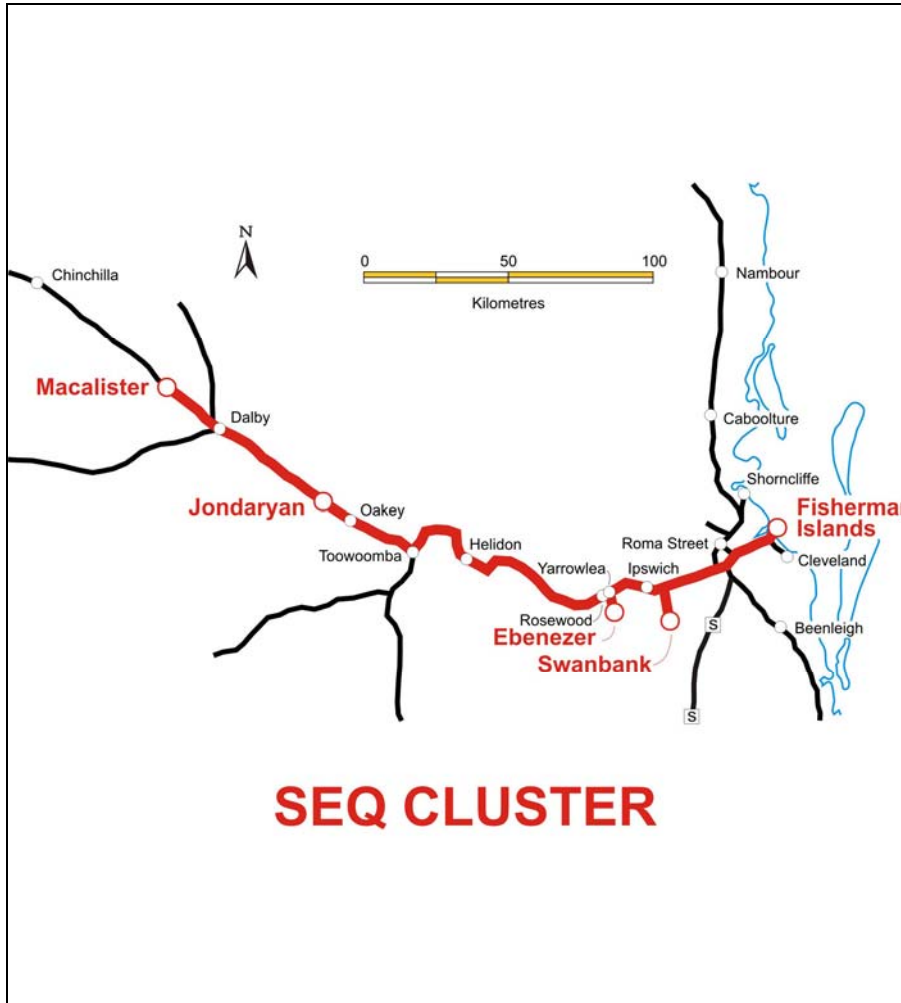 N
0 50 100
Kilometres
Chinchilla
Nambour
Macalister
Dalby
Caboolture
Shorncliffe
Jondaryan
Oakey
Fisherman
Islands
Toowoomba
Helidon
Roma Street
Yarrowlea
Ipswich
Cleveland
Rosewood
Ebenezer
Swanbank
S
Beenleigh
S
SEQ CLUSTER